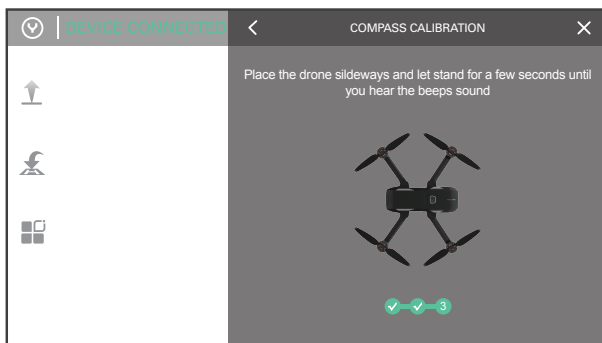 DEVICE CONNECTED
COMPASS CALIBRATION
Place the drone sildeways and let stand for a few seconds until
you hear the beeps sound
3